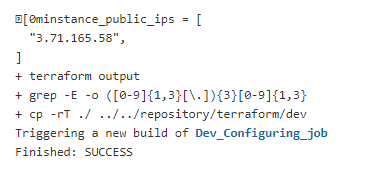 [0minstance_public_ips = [
"3.71.165.58",
]
+ terraform output
+ grep -E -o ([0-9]{1,3}[\.]){3}[0-9]{1,3}
+ cp -rT ./ ../../repository/terraform/dev
Triggering a new build of Dev_Configuring_job
Finished: SUCCESS